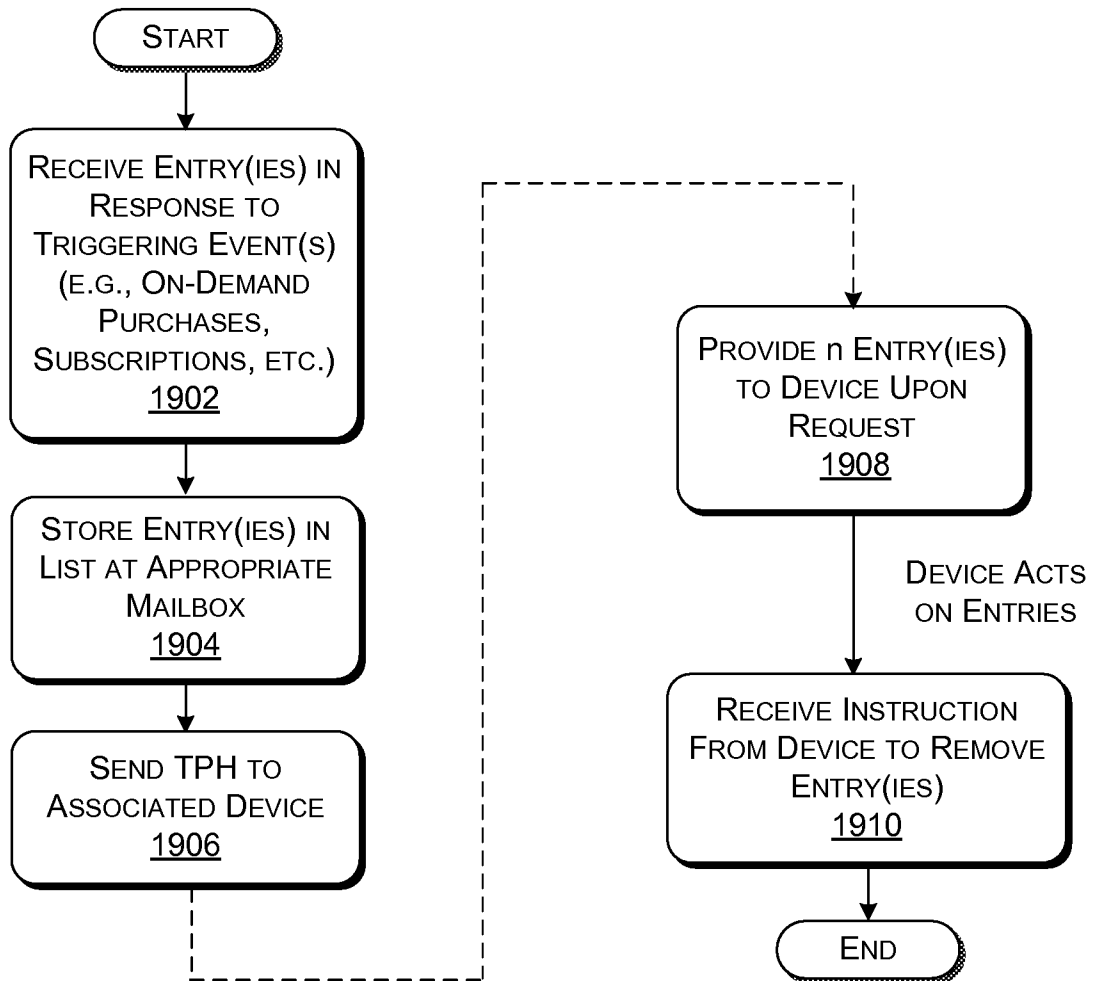 START
RECEIVE ENTRY(IES) IN
RESPONSE TO
TRIGGERING EVENT(S)
(E.G., ON-DEMAND
PURCHASES,
SUBSCRIPTIONS, ETC.)
1902
STORE ENTRY(IES) IN
LIST AT APPROPRIATE
MAILBOX
1904
SEND TPH TO
ASSOCIATED DEVICE
1906
PROVIDE n ENTRY(IES)
TO DEVICE UPON
REQUEST
1908
DEVICE ACTS
ON ENTRIES
RECEIVE INSTRUCTION
FROM DEVICE TO REMOVE
ENTRY(IES)
1910
END